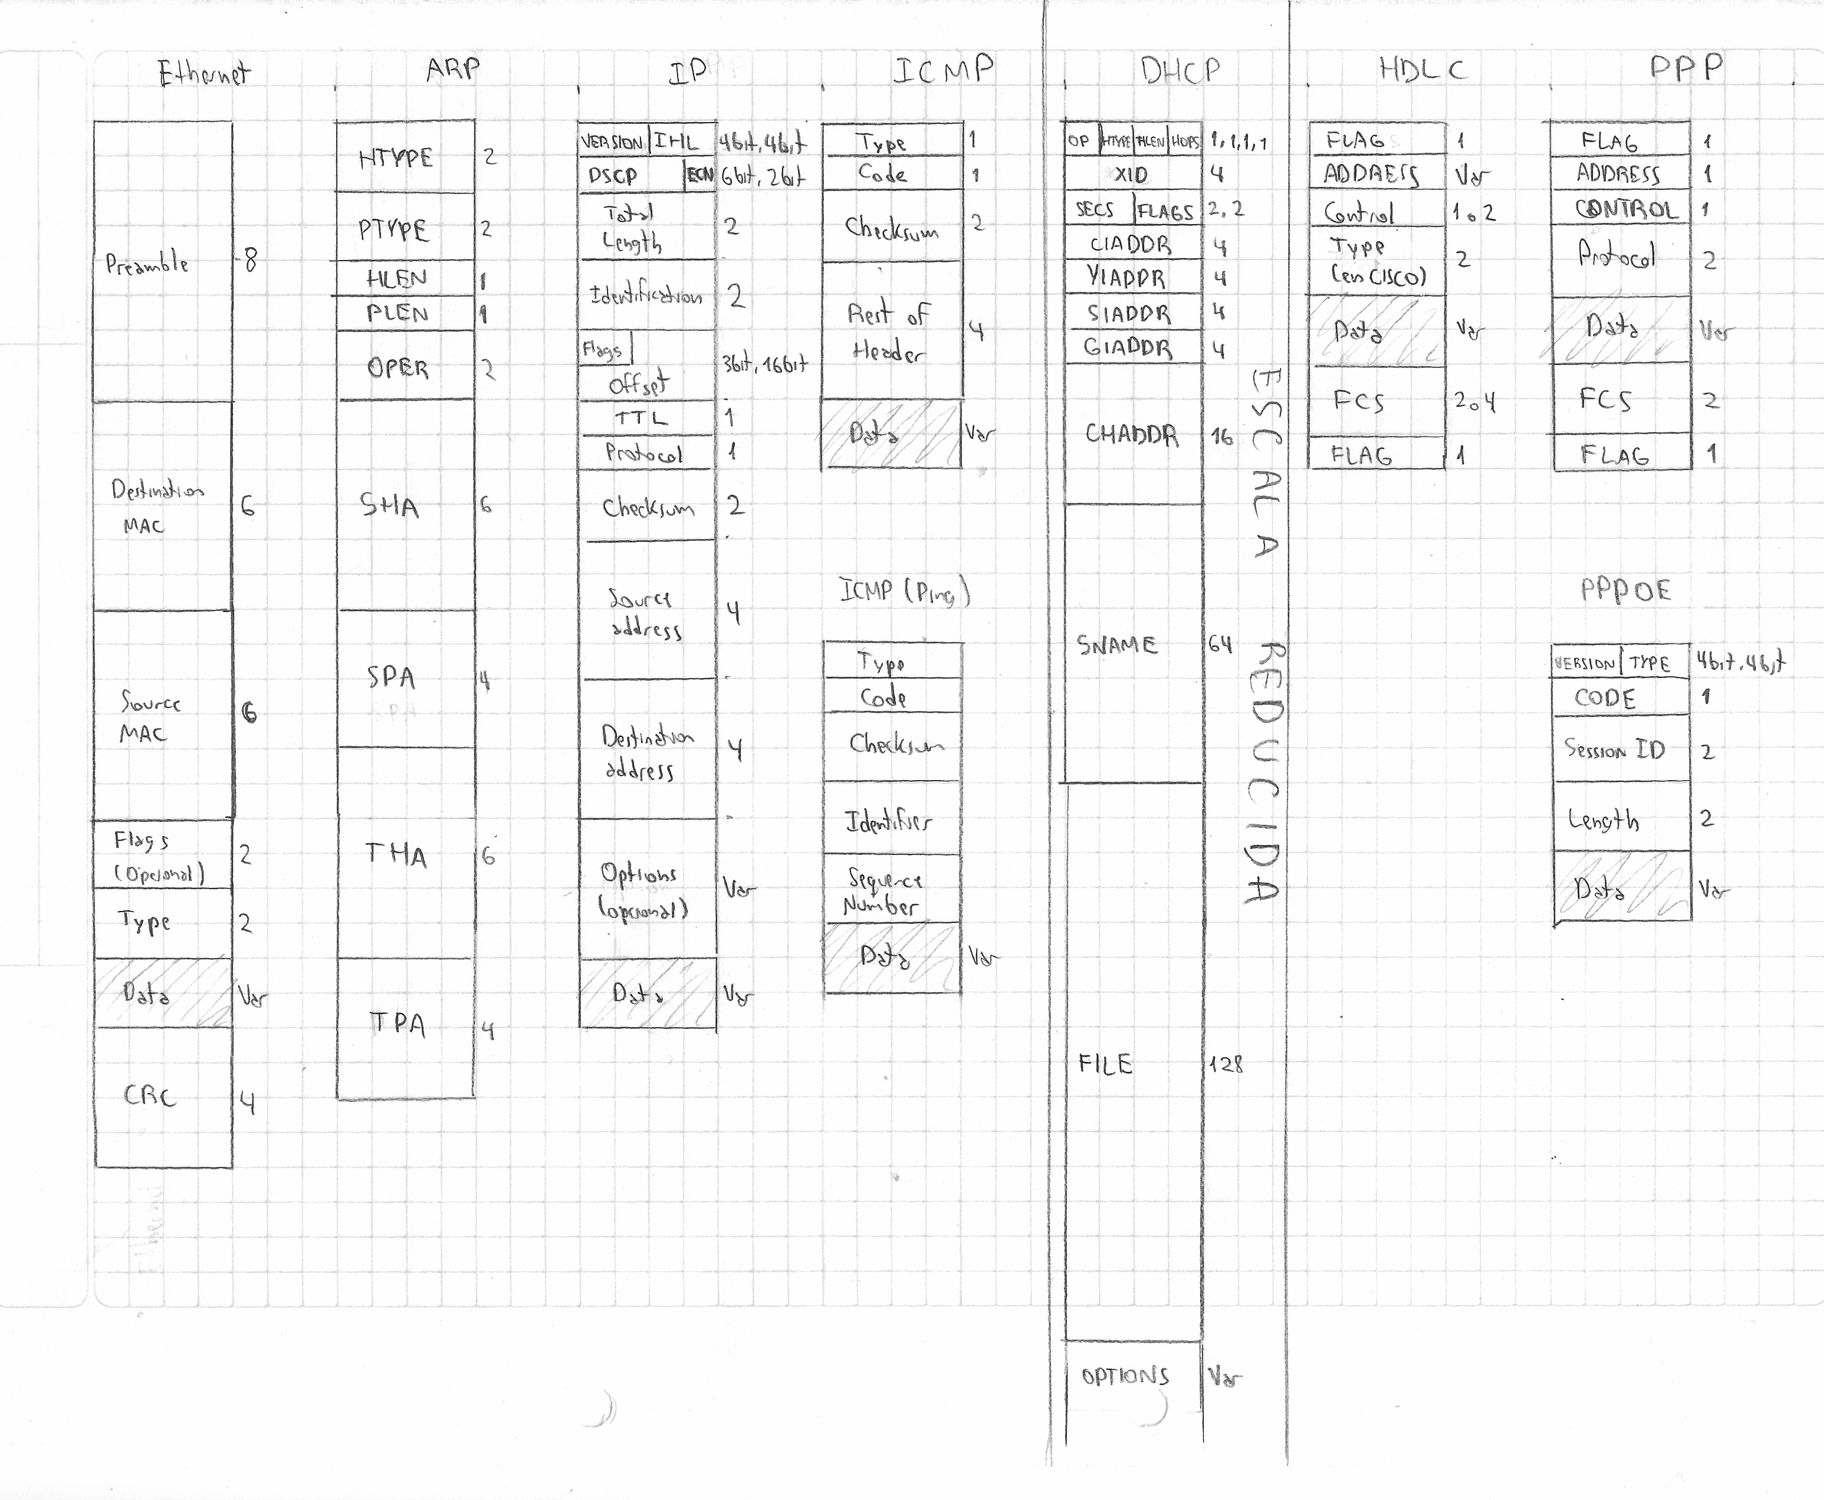 Ethernet
Preamble 8
Destination
MAC 6
Source
MAC 6
Flags
(Opcional) 2
Type 2
Data Var
CRC 4
ARP
HTYPE 2
PTYPE 2
HLEN 1
PLEN 1
OPER 2
SHA 6
SPA 4
THA 6
TPA 4
IP
VERSION IHL 4bit, 4bit
DSCP ECN 6bit, 2bit
Total
Length 2
Identification 2
Flags
Offset 3bit, 16bit
TTL 1
Protocol 1
Checksum 2
Source
address 4
Destination
address 4
Options
(opcional) Var
Data Var
ICMP
Type 1
Code 1
Checksum 2
Rest of
Header 4
Data Var
ICMP (Ping)
Type
Code
Checksum
Identifier
Sequence
Number
Data Var
DHCP
OP HTYPE HLEN HOPS 1, 1, 1, 1
XID 4
SECS FLAGS 2, 2
CIADDR 4
YIADDR 4
SIADDR 4
GIADDR 4
CHADDR 16
SNAME 64
FILE 128
OPTIONS Var
ESCALA REDUCIDA
HDLC
FLAG 1
ADDRESS Var
Control 1 o 2
Type
(en CISCO) 2
Data Var
FCS 2 o 4
FLAG 1
PPP
FLAG 1
ADDRESS 1
CONTROL 1
Protocol 2
Data Var
FCS 2
FLAG 1
PPPOE
VERSION TYPE 4bit, 4bit
CODE 1
SESSION ID 2
Length 2
Data Var